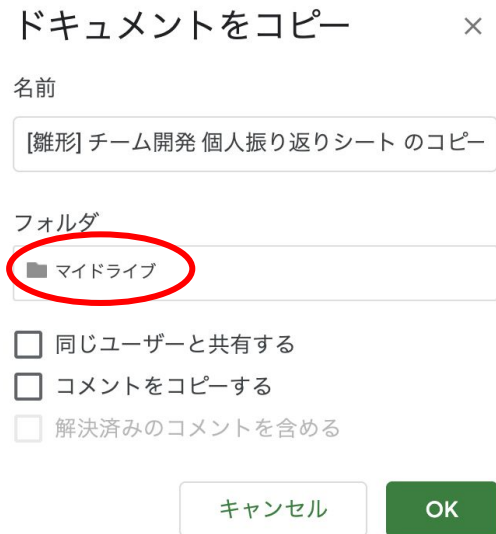 ドキュメントをコピー
名前
[雛形] チーム開発 個人振り返りシート のコピー
フォルダ
マイドライブ
同じユーザーと共有する
コメントをコピーする
解決済みのコメントを含める
キャンセル OK